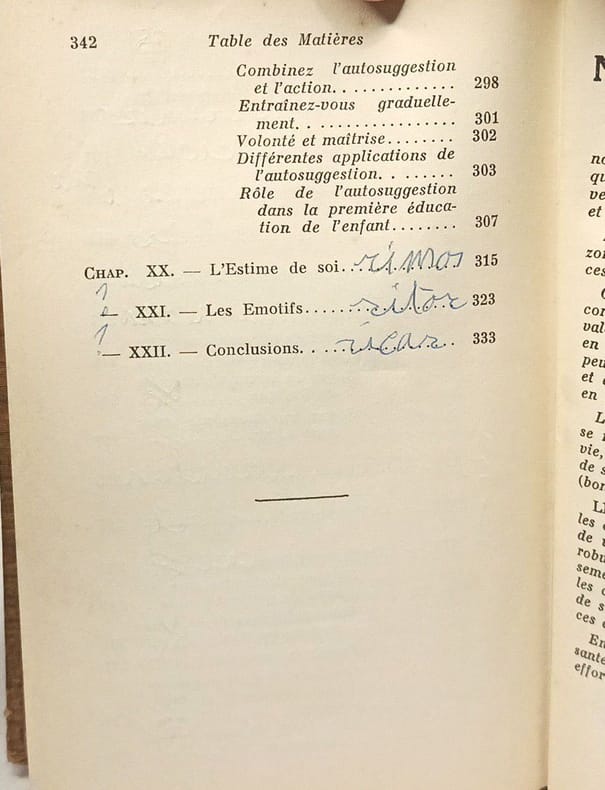 342 Table des Matières
Combinez l'autosuggestion
et l'action. . . . . . . . . . . . . . 298
Entraînez-vous graduelle-
ment. . . . . . . . . . . . . . . . . . 301
Volonté et maîtrise. . . . . . . . 302
Différentes applications de
l'autosuggestion. . . . . . . . 303
Rôle de l'autosuggestion
dans la première éduca-
tion de l'enfant. . . . . . . . 307
CHAP. XX. — L'Estime de soi. . . 315
— XXI. — Les Emotifs. . . . . . 323
— XXII. — Conclusions. . . . . . 333